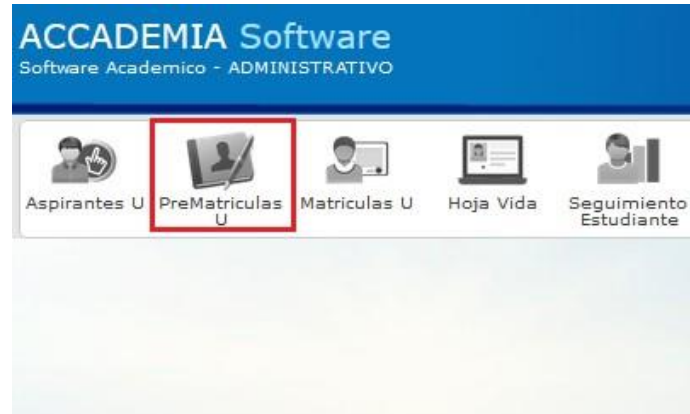 ACCADEMIA Software
Software Academico - ADMINISTRATIVO
Aspirantes U
PreMatriculas
U
Matriculas U
Hoja Vida
Seguimiento
Estudiante